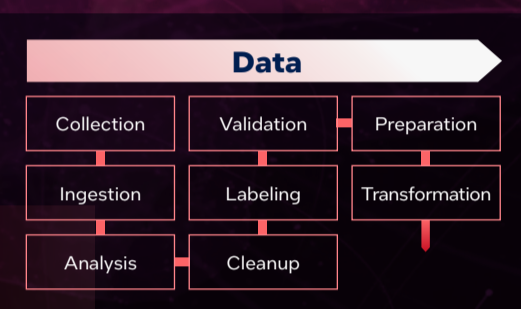 Data
Collection
Validation
Preparation
Ingestion
Labeling
Transformation
Analysis
Cleanup